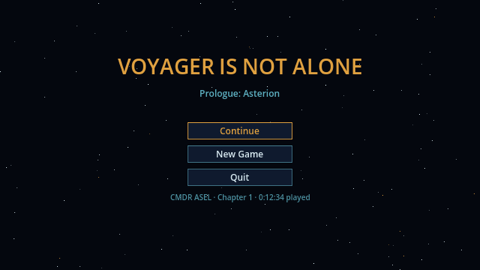 VOYAGER IS NOT ALONE
Prologue: Asterion
Continue
New Game
Quit
CMDR ASEL · Chapter 1 · 0:12:34 played